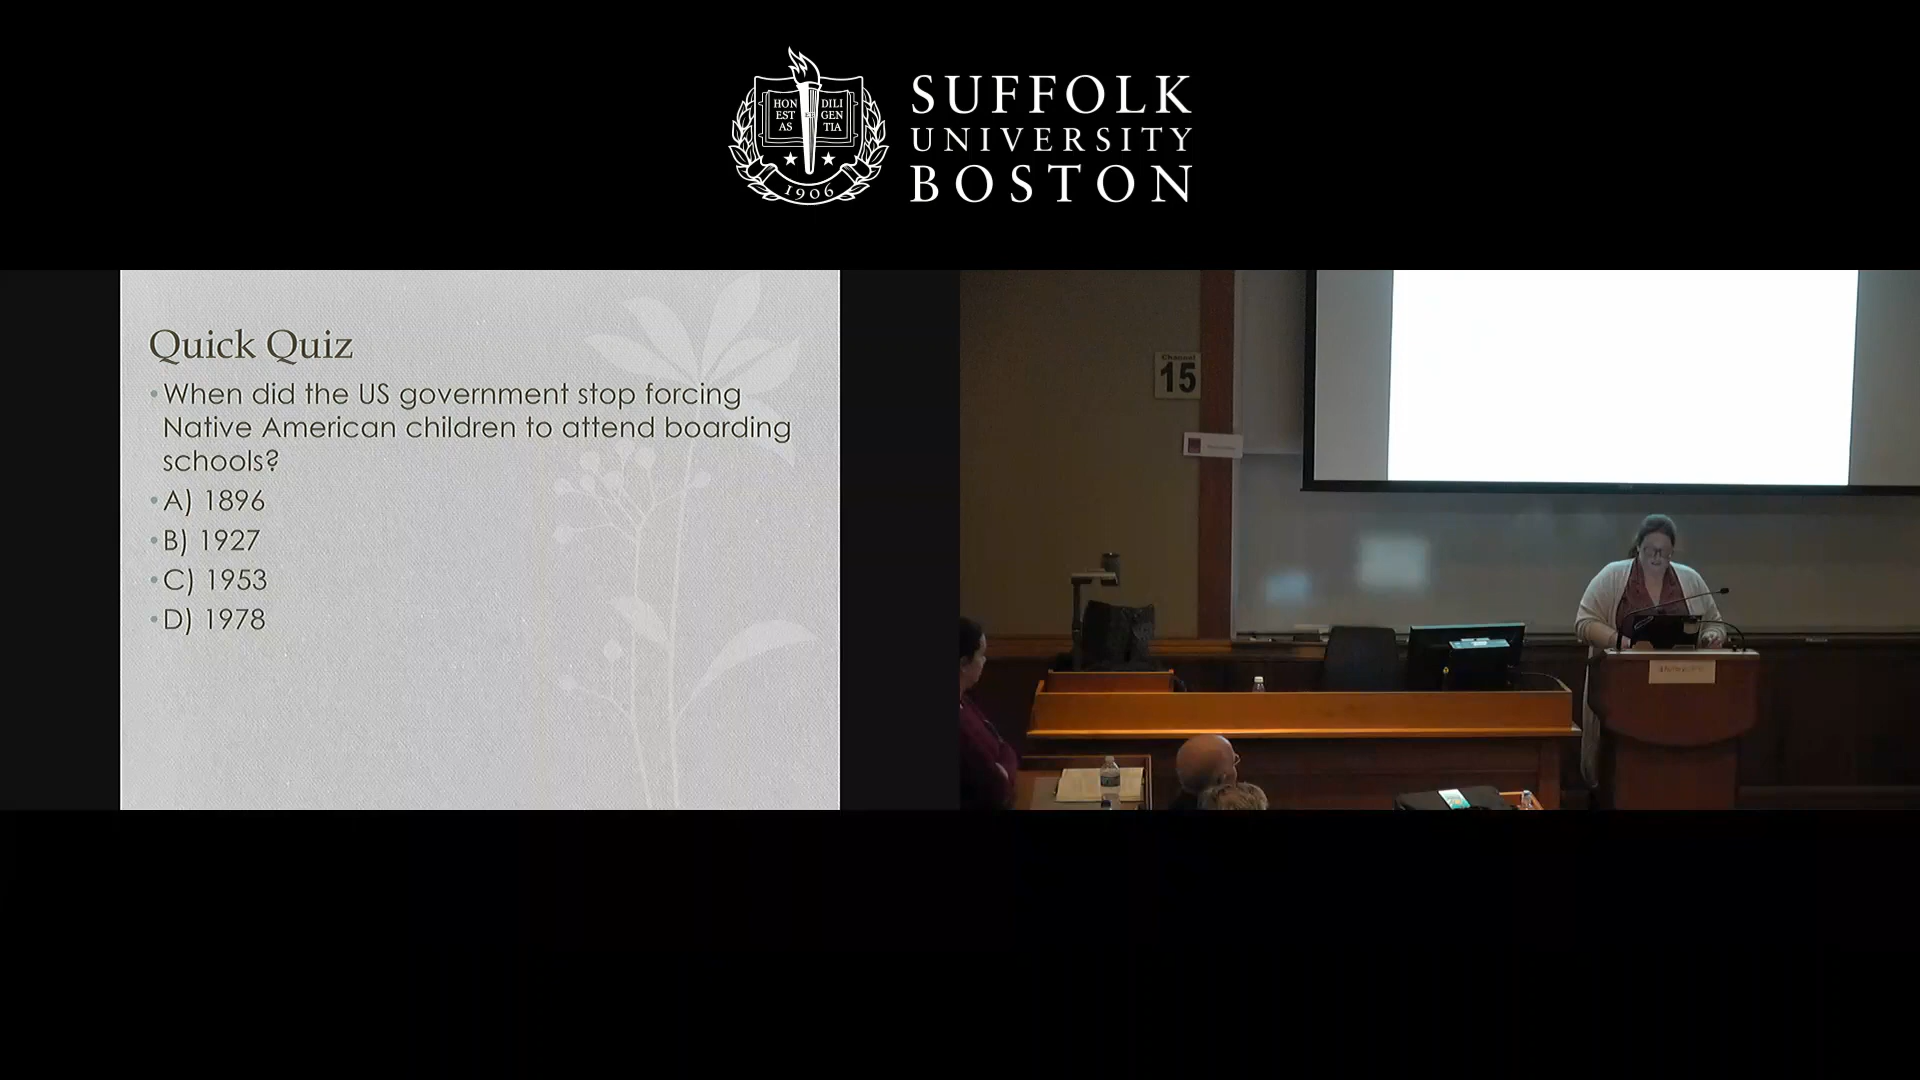 HON
EST
AS
DILI
GEN
TIA
1906
SUFFOLK
UNIVERSITY
BOSTON
Quick Quiz
•When did the US government stop forcing
Native American children to attend boarding
schools?
•A) 1896
•B) 1927
•C) 1953
•D) 1978
Channel
15